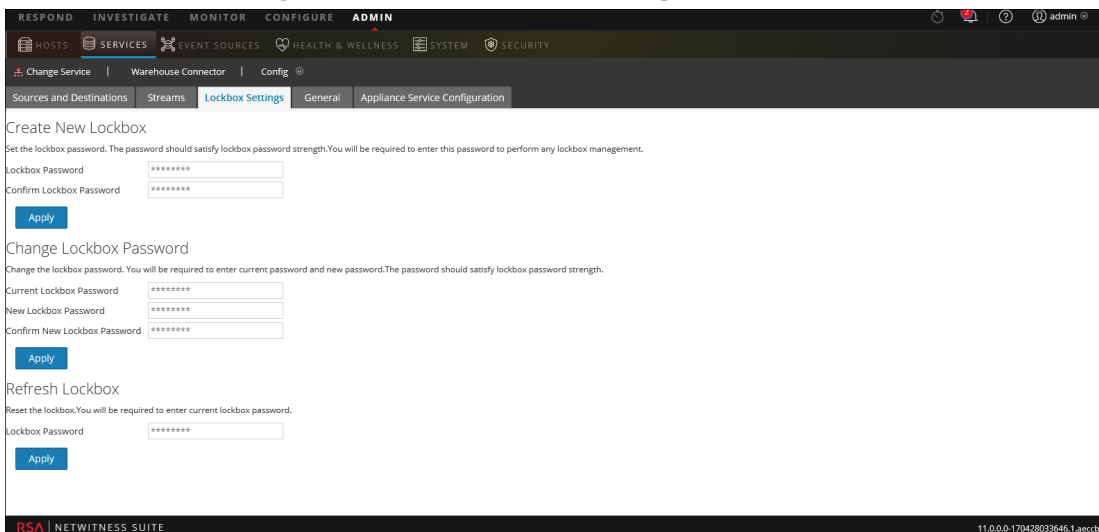 RESPOND INVESTIGATE MONITOR CONFIGURE ADMIN 2 admin
HOSTS SERVICES EVENT SOURCES HEALTH & WELLNESS SYSTEM SECURITY
Change Service | Warehouse Connector | Config
Sources and Destinations Streams Lockbox Settings General Appliance Service Configuration
Create New Lockbox
Set the lockbox password. The password should satisfy lockbox password strength.You will be required to enter this password to perform any lockbox management.
Lockbox Password ********
Confirm Lockbox Password ********
Apply
Change Lockbox Password
Change the lockbox password. You will be required to enter current password and new password.The password should satisfy lockbox password strength.
Current Lockbox Password ********
New Lockbox Password ********
Confirm New Lockbox Password ********
Apply
Refresh Lockbox
Reset the lockbox.You will be required to enter current lockbox password.
Lockbox Password ********
Apply
RSA | NETWITNESS SUITE 11.0.0.0-170428033646.1.aeccb